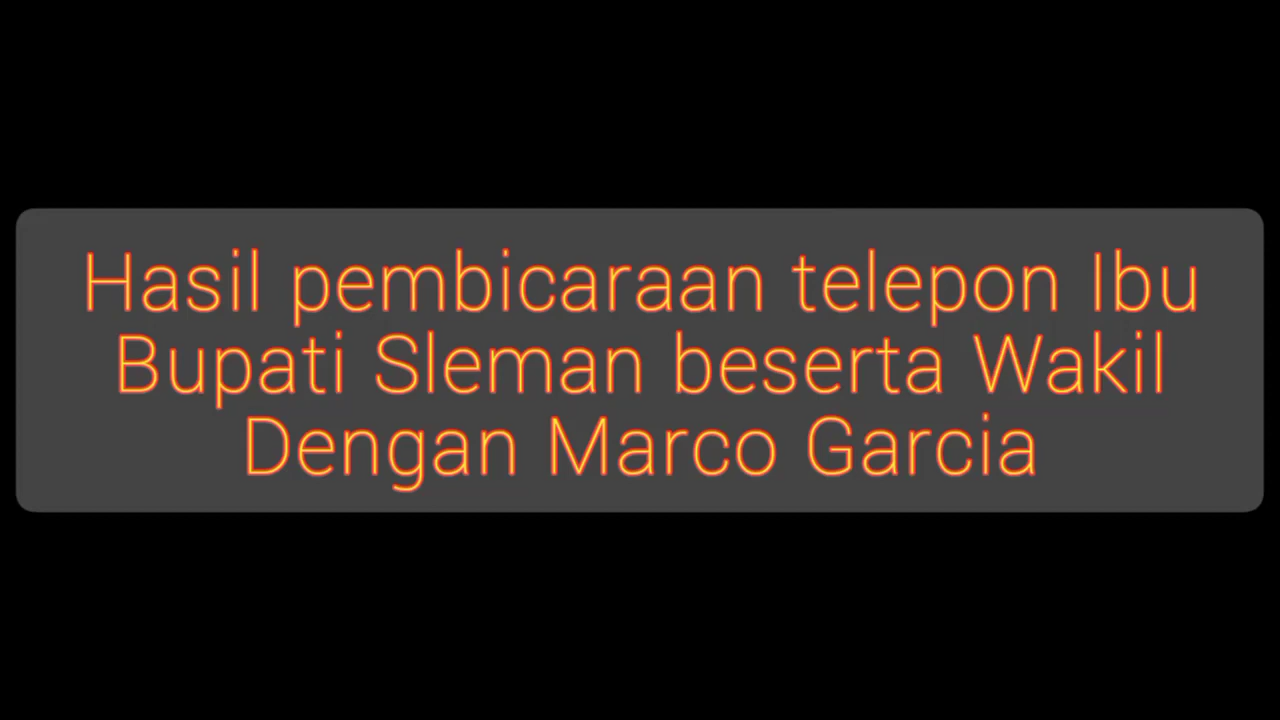 Hasil pembicaraan telepon Ibu
Bupati Sleman beserta Wakil
Dengan Marco Garcia